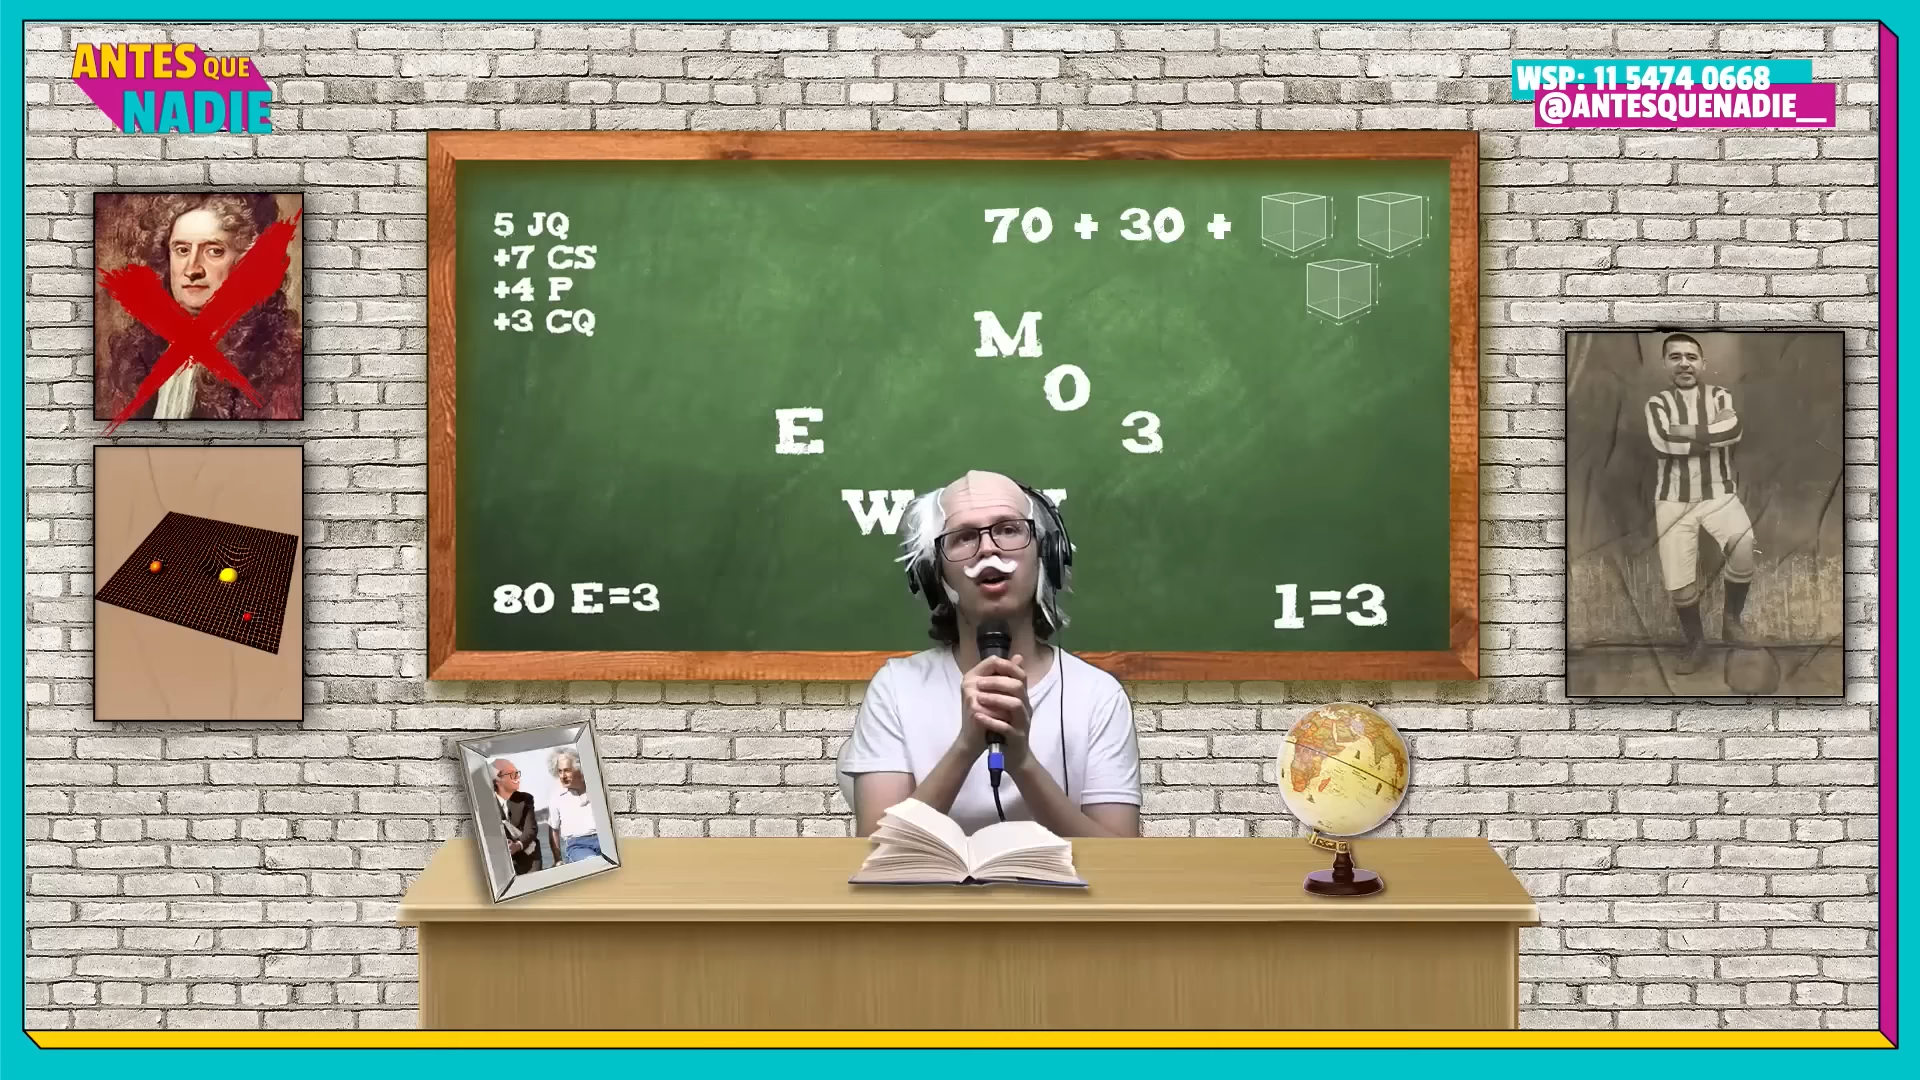 ANTES QUE
NADIE
WSP: 11 5474 0668
@ANTESQUENADIE__
5 JQ
+7 CS
+4 P
+3 CQ
70 + 30 +
M
O
E
3
W
80 E=3
1=3